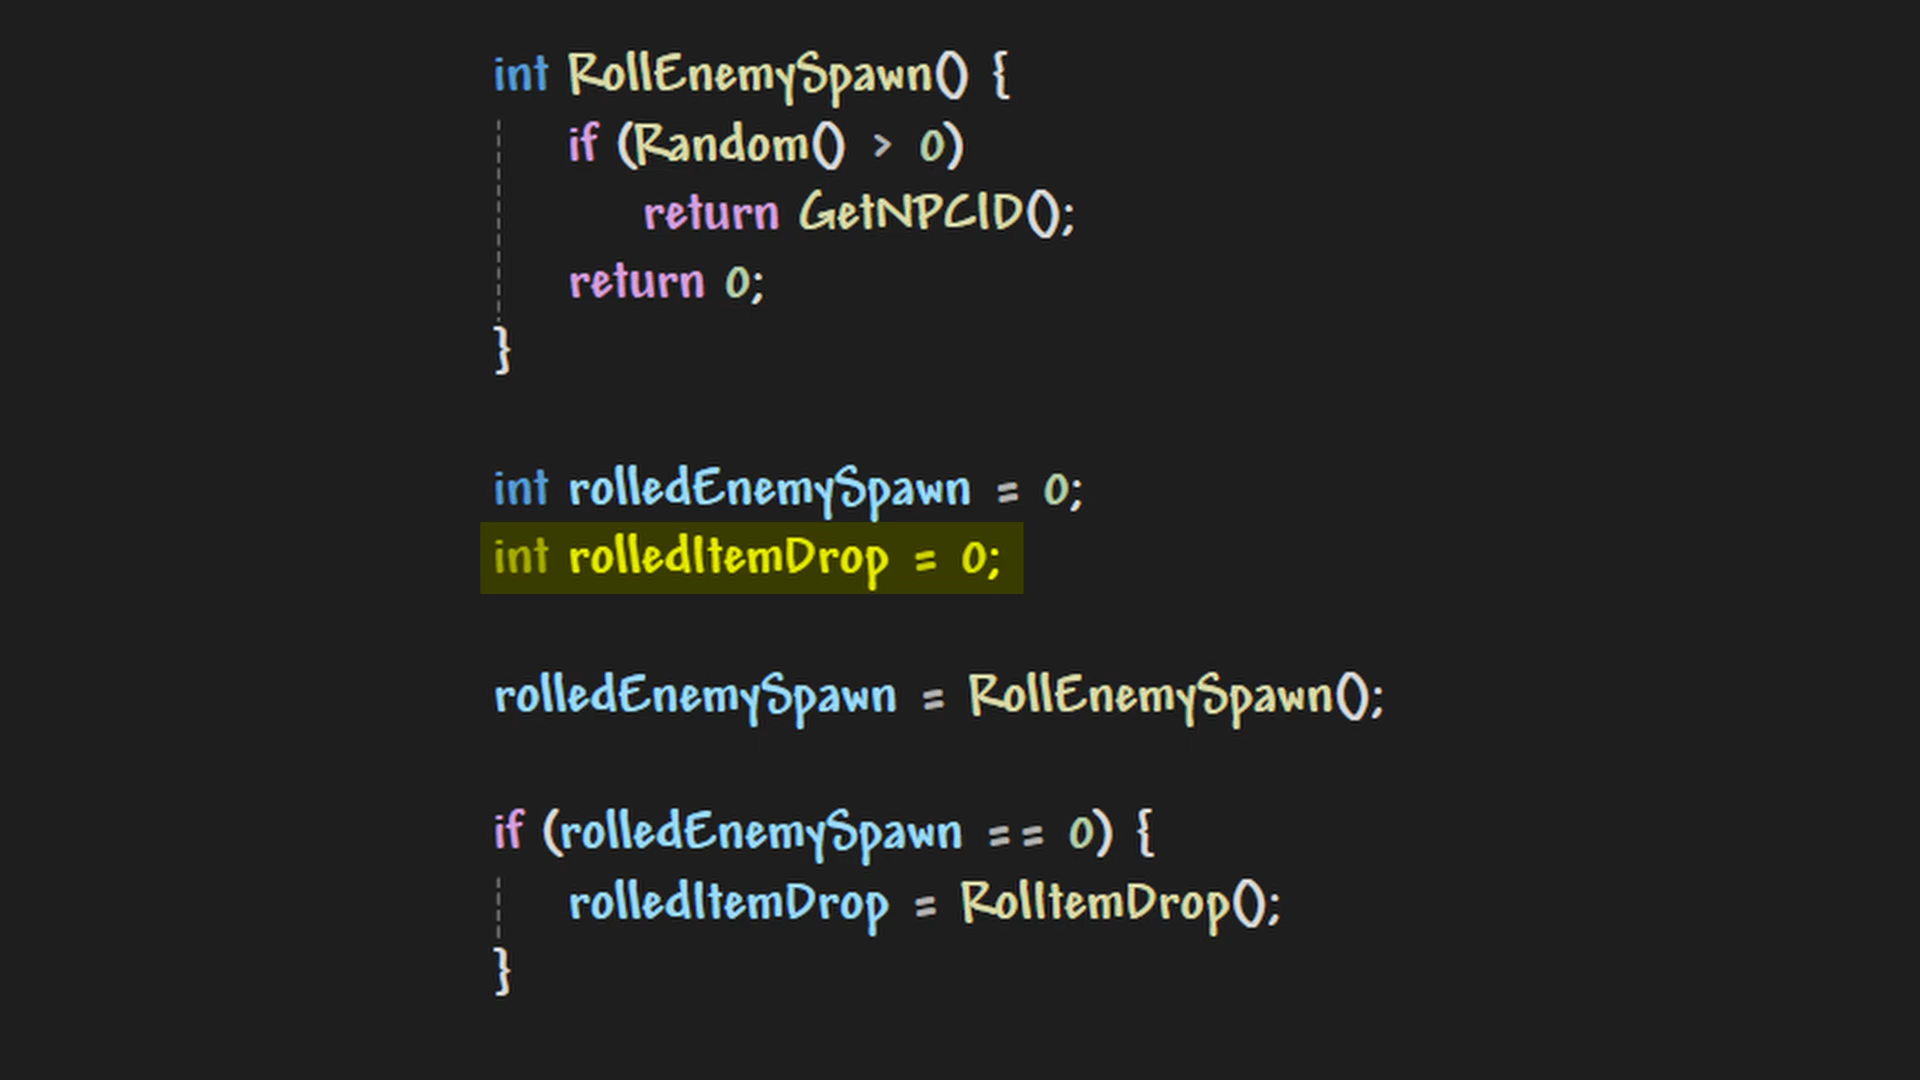 int RollEnemySpawn() {
if (Random() > 0)
return GetNPCID();
return 0;
}
int rolledEnemySpawn = 0;
int rolledItemDrop = 0;
rolledEnemySpawn = RollEnemySpawn();
if (rolledEnemySpawn == 0) {
rolledItemDrop = RollItemDrop();
}